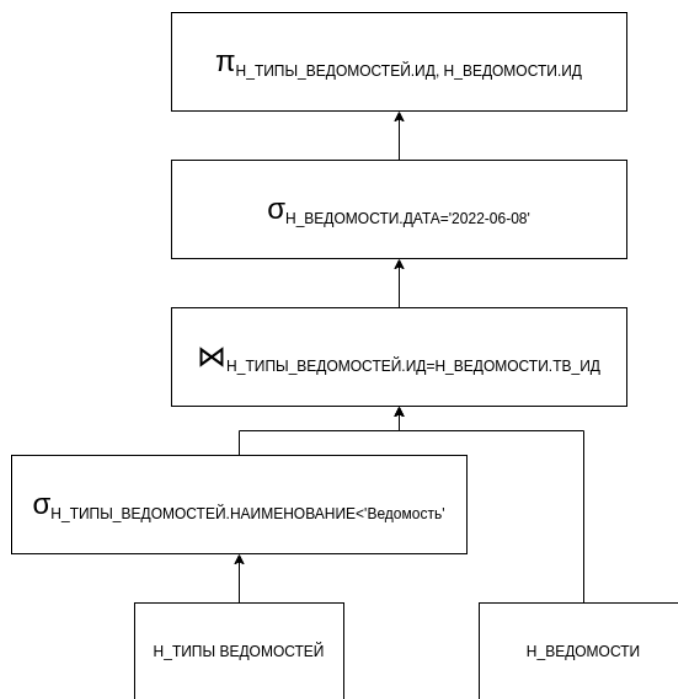 πН_ТИПЫ_ВЕДОМОСТЕЙ.ИД, Н_ВЕДОМОСТИ.ИД
σН_ВЕДОМОСТИ.ДАТА='2022-06-08'
⋈Н_ТИПЫ_ВЕДОМОСТЕЙ.ИД=Н_ВЕДОМОСТИ.ТВ_ИД
σН_ТИПЫ_ВЕДОМОСТЕЙ.НАИМЕНОВАНИЕ<'Ведомость'
Н_ТИПЫ ВЕДОМОСТЕЙ
Н_ВЕДОМОСТИ